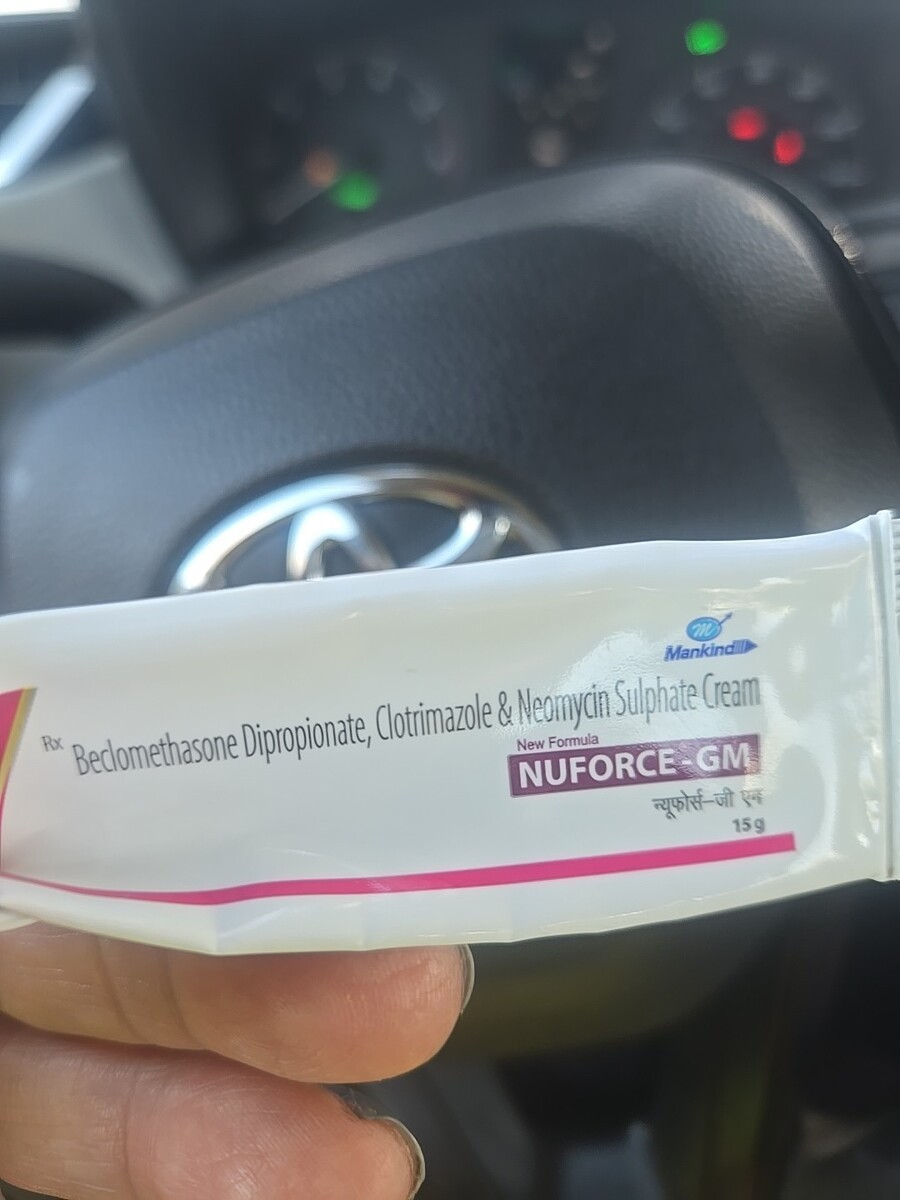 Mankind
Rx Beclomethasone Dipropionate, Clotrimazole & Neomycin Sulphate Cream
New Formula
NUFORCE-GM
न्यूफोर्स-जी एम
15 g